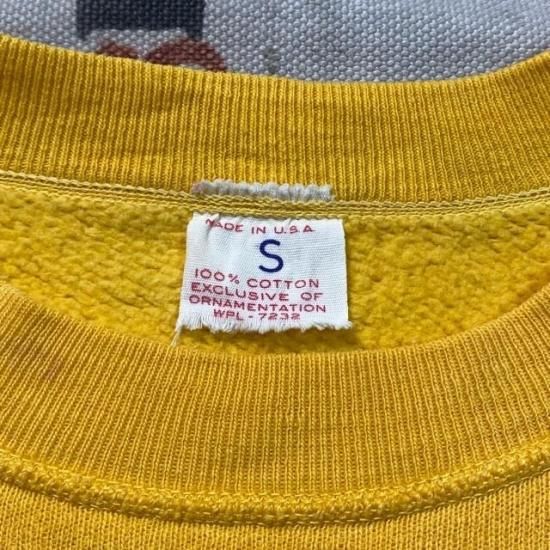 MADE IN U.S.A
S
100% COTTON
EXCLUSIVE OF
ORNAMENTATION
WPL-7232